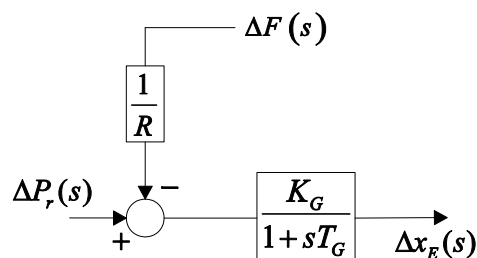 ΔF(s)
1
R
ΔP_r(s)
−
+
K_G
1+sT_G
Δx_E(s)